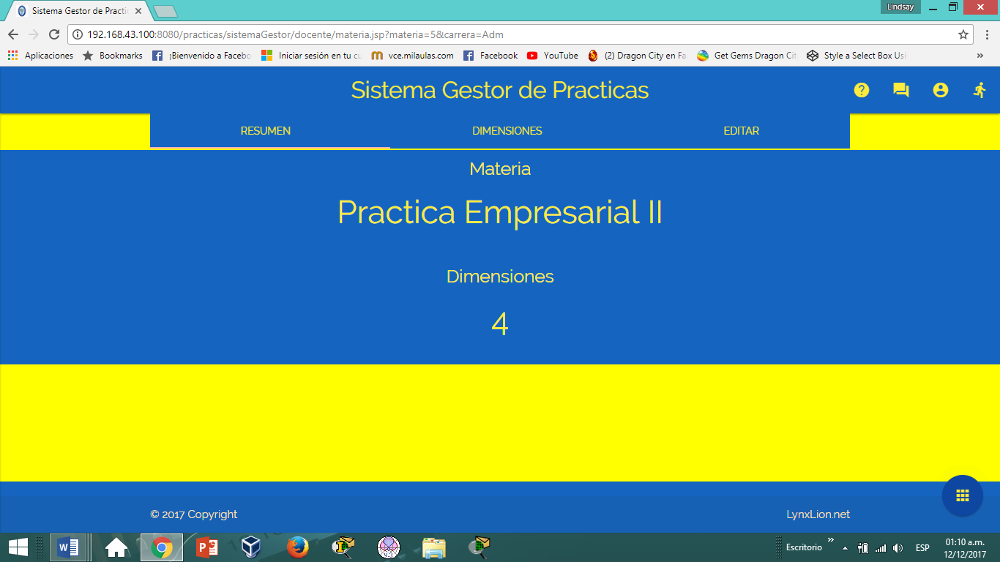 Lindsay
Sistema Gestor de Practic
192.168.43.100:8080/practicas/sistemaGestor/docente/materia.jsp?materia=5&carrera=Adm
Aplicaciones Bookmarks ¡Bienvenido a Facebo Iniciar sesión en tu cu vce.milaulas.com Facebook YouTube (2) Dragon City en Fa Get Gems Dragon Cit Style a Select Box Usi »
Sistema Gestor de Practicas
RESUMEN DIMENSIONES EDITAR
Materia
Practica Empresarial II
Dimensiones
4
© 2017 Copyright LynxLion.net
Escritorio » ESP 01:10 a.m.
12/12/2017